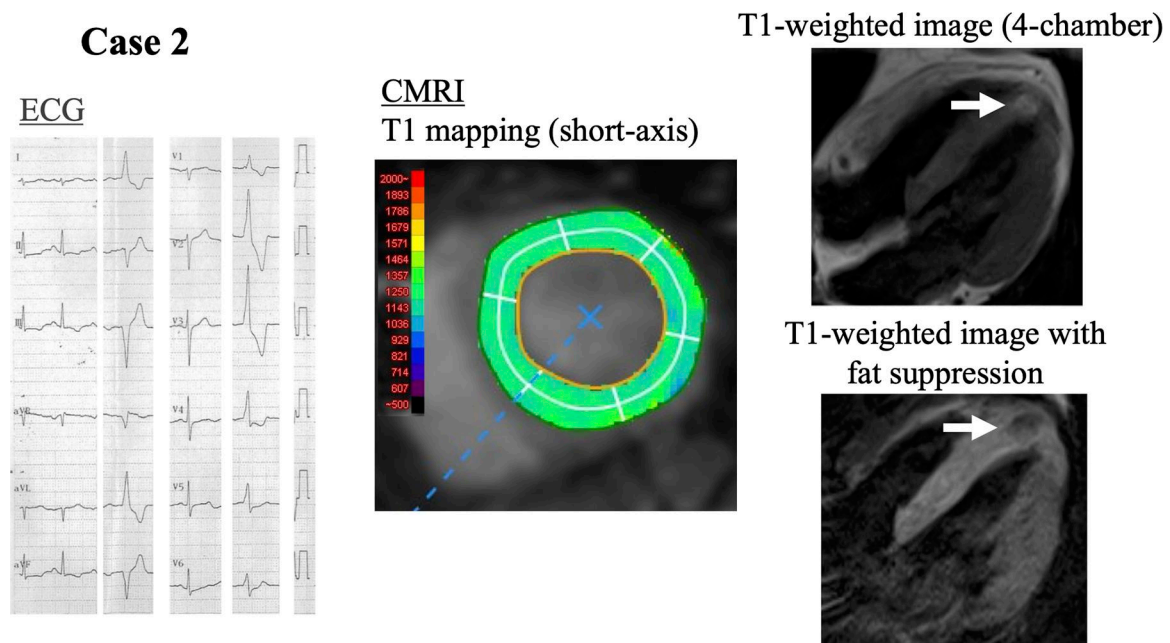 Case 2
ECG
I
II
III
aVR
aVL
aVF
V1
V2
V3
V4
V5
V6
CMRI
T1 mapping (short-axis)
2000~
1893
1786
1679
1571
1464
1357
1250
1143
1036
929
821
714
607
~500
T1-weighted image (4-chamber)
T1-weighted image with
fat suppression